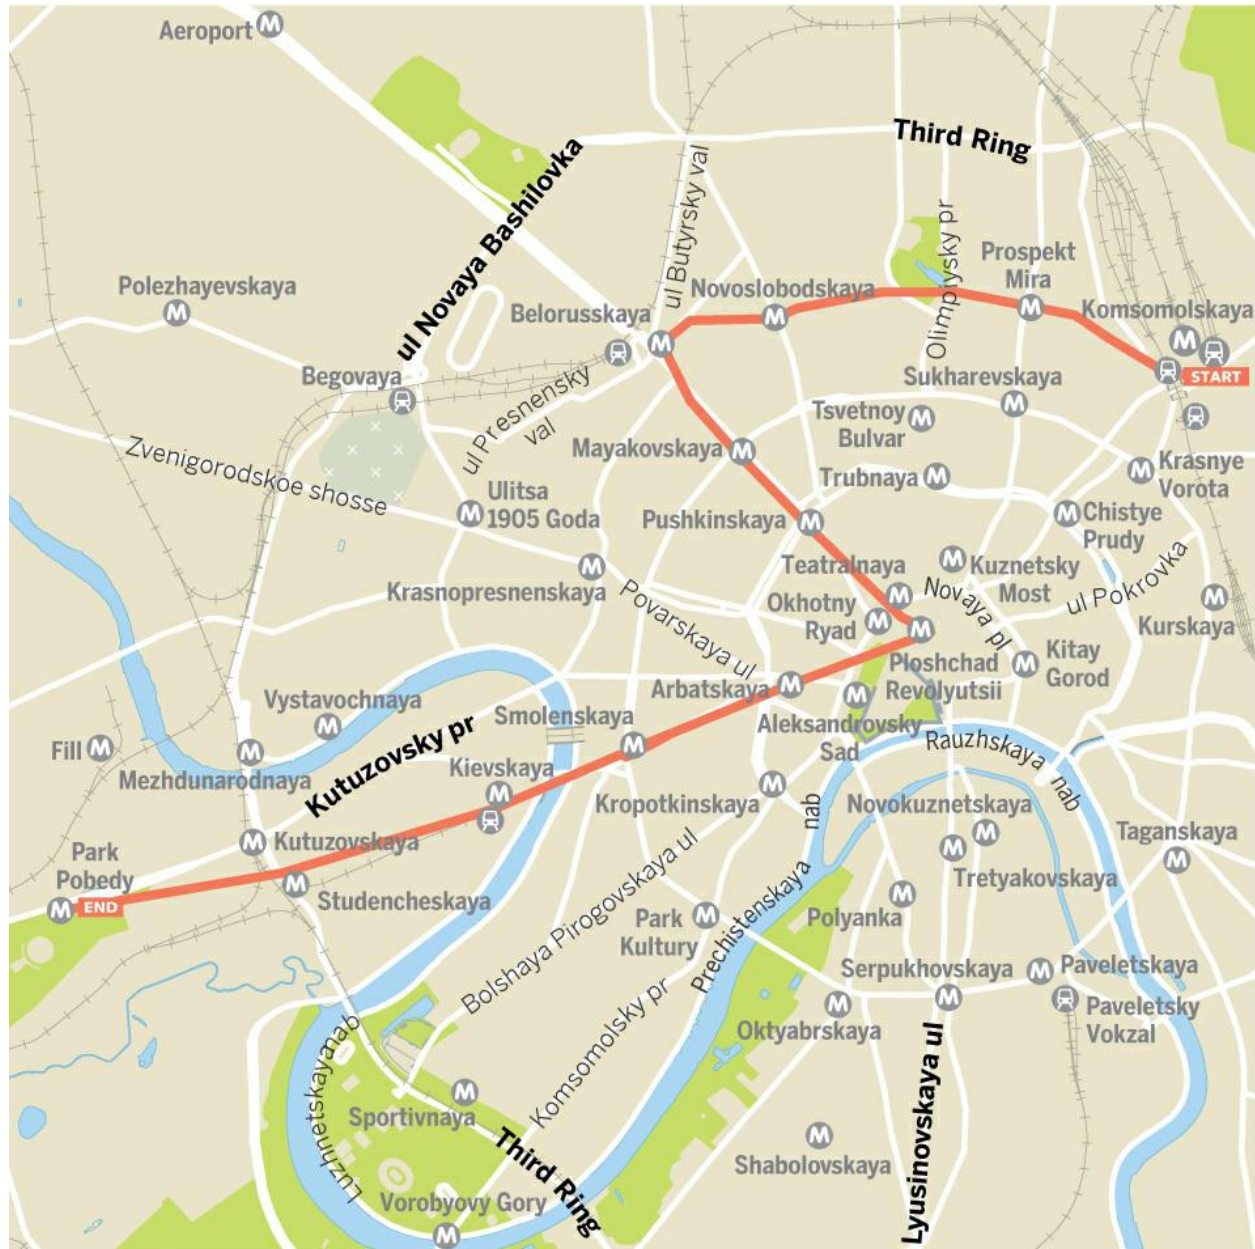 Aeroport
Third Ring
ul Novaya Bashilovka
ul Butyrsky val
Olimpiysky pr
Prospekt
Mira
Polezhayevskaya
Novoslobodskaya
Belorusskaya
Komsomolskaya
START
Begovaya
ul Presnensky
val
Sukharevskaya
Tsvetnoy
Bulvar
Mayakovskaya
Zvenigorodskoe shosse
Trubnaya
Krasnye
Vorota
Ulitsa
1905 Goda
Pushkinskaya
Chistye
Prudy
Teatralnaya
Kuznetsky
Most
Krasnopresnenskaya
Povarskaya ul
Okhotny
Ryad
Novaya pl
ul Pokrovka
Kurskaya
Kitay
Gorod
Ploshchad
Revolyutsii
Arbatskaya
Vystavochnaya
Smolenskaya
Aleksandrovsky
Sad
Fill
Mezhdunarodnaya
Kutuzovsky pr
Kievskaya
Rauzhskaya nab
Kropotkinskaya
nab
Novokuznetskaya
Taganskaya
Kutuzovskaya
Park
Pobedy
END
Studencheskaya
Tretyakovskaya
Bolshaya Pirogovskaya ul
Park
Kultury
Prechistenskaya
Polyanka
Serpukhovskaya
Paveletskaya
Paveletsky
Vokzal
Oktyabrskaya
Komsomolsky pr
Luzhnetskaya nab
Sportivnaya
Third Ring
Shabolovskaya
Lyusinovskaya ul
Vorobyovy Gory